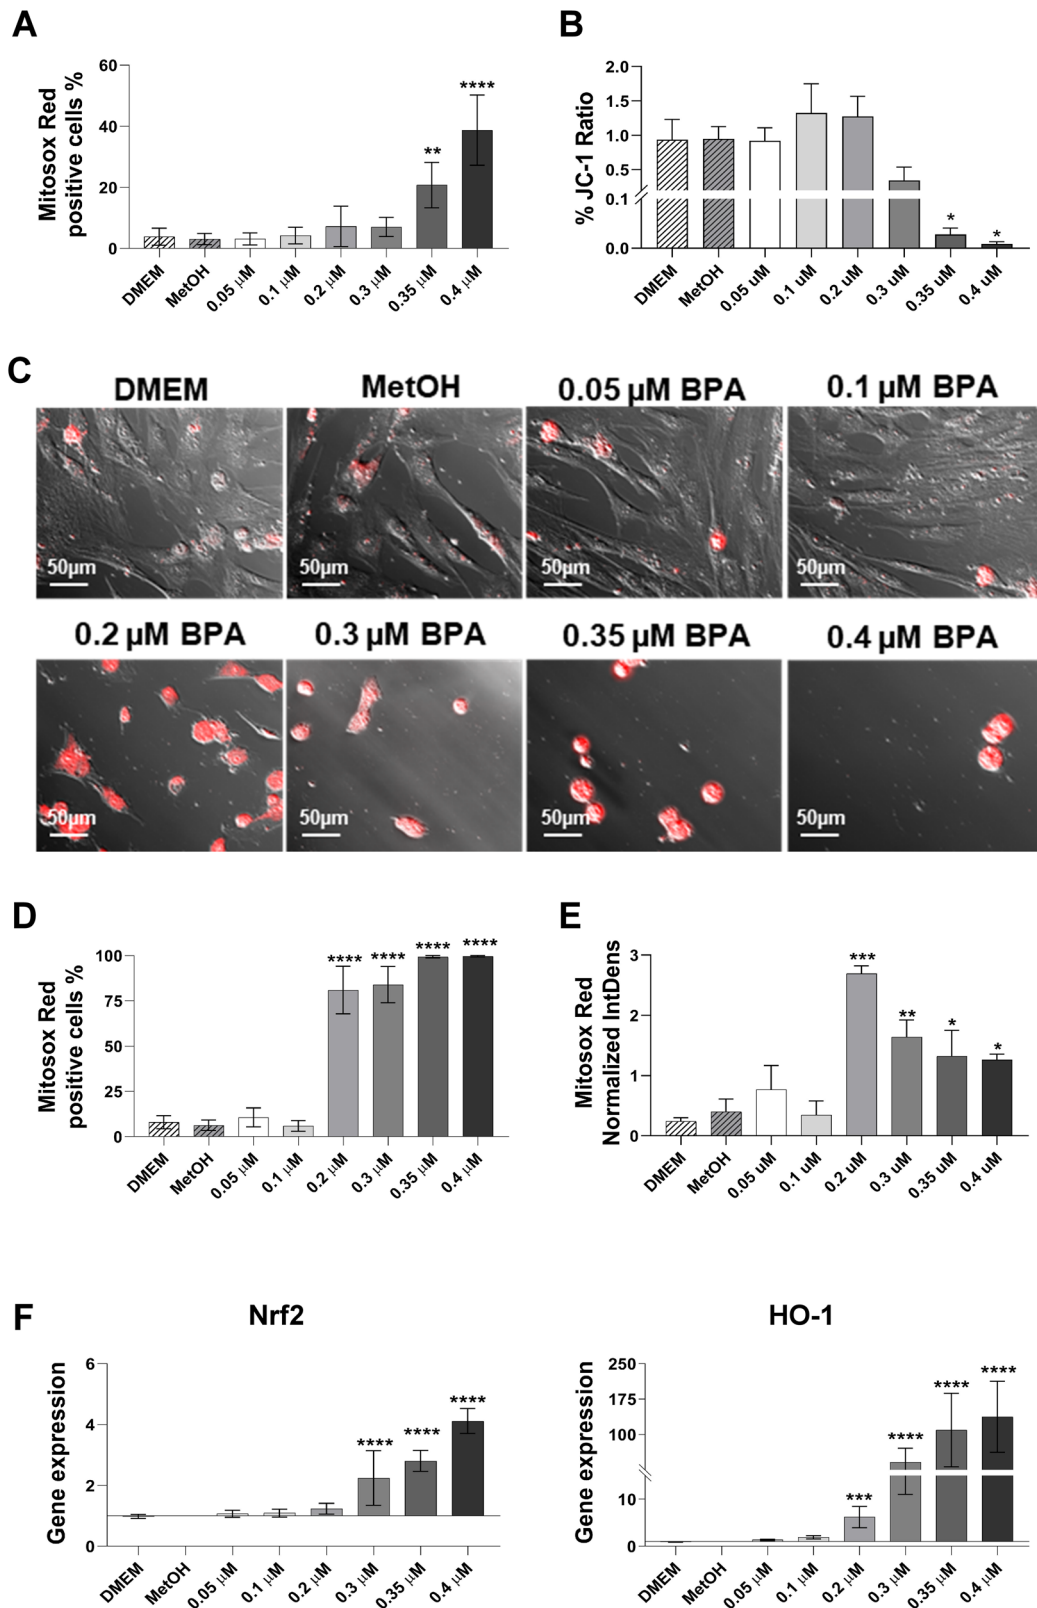 A
Mitosox Red
positive cells %
60
40
20
0
**
****
DMEM
MetOH
0.05 μM
0.1 μM
0.2 μM
0.3 μM
0.35 μM
0.4 μM
B
% JC-1 Ratio
2.0
1.5
1.0
0.5
0.1
0.0
*
*
DMEM
MetOH
0.05 uM
0.1 uM
0.2 uM
0.3 uM
0.35 uM
0.4 uM
C
DMEM
MetOH
0.05 µM BPA
0.1 µM BPA
50µm
50µm
50µm
50µm
0.2 µM BPA
0.3 µM BPA
0.35 µM BPA
0.4 µM BPA
50µm
50µm
50µm
50µm
D
Mitosox Red
positive cells %
100
75
50
25
0
****
****
****
****
DMEM
MetOH
0.05 μM
0.1 μM
0.2 μM
0.3 μM
0.35 μM
0.4 μM
E
Mitosox Red
Normalized IntDens
3
2
1
0
***
**
*
*
DMEM
MetOH
0.05 uM
0.1 uM
0.2 uM
0.3 uM
0.35 uM
0.4 uM
F
Nrf2
Gene expression
6
4
2
0
****
****
****
DMEM
MetOH
0.05 μM
0.1 μM
0.2 μM
0.3 μM
0.35 μM
0.4 μM
HO-1
Gene expression
250
175
100
10
0
***
****
****
****
DMEM
MetOH
0.05 μM
0.1 μM
0.2 μM
0.3 μM
0.35 μM
0.4 μM